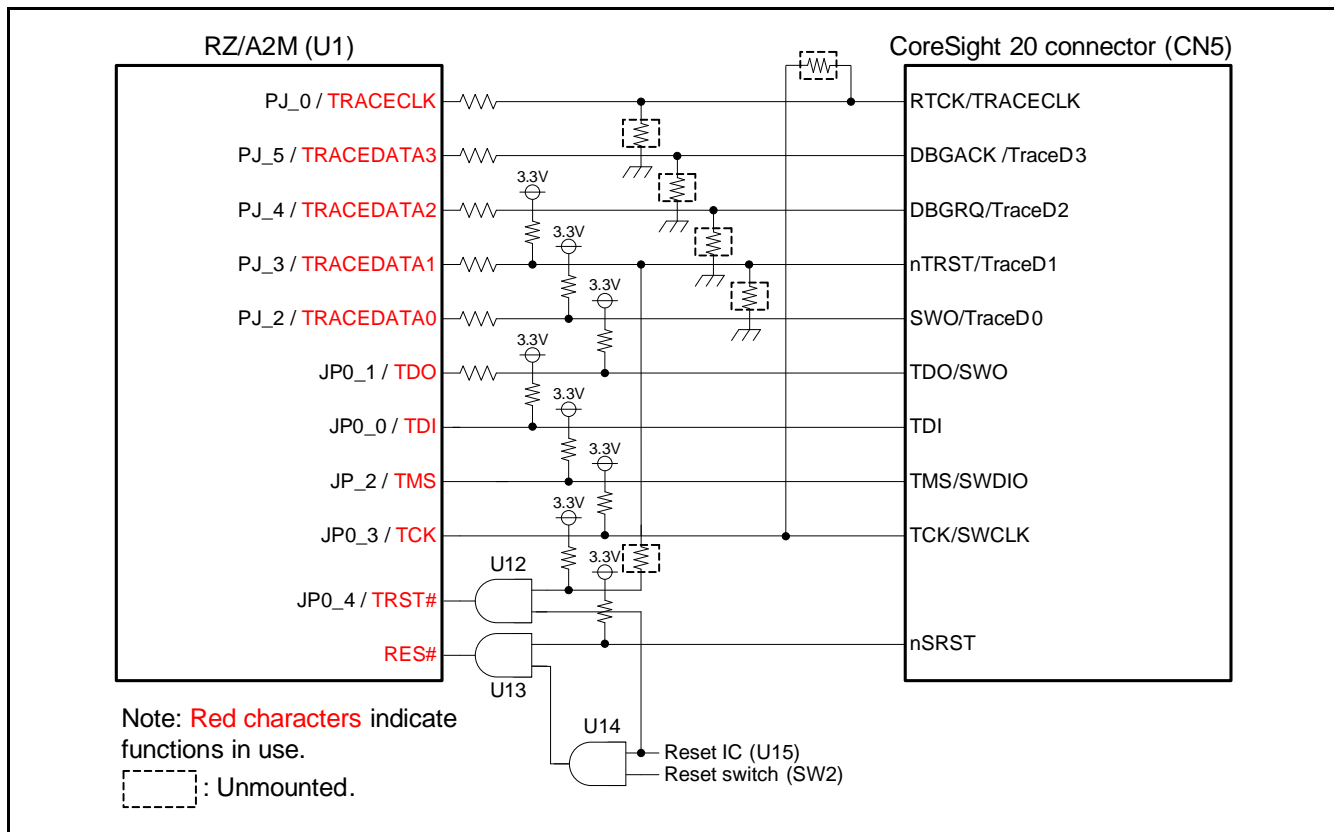 RZ/A2M (U1)
CoreSight 20 connector (CN5)
PJ_0 / TRACECLK
RTCK/TRACECLK
PJ_5 / TRACEDATA3
DBGACK /TraceD3
3.3V
PJ_4 / TRACEDATA2
DBGRQ/TraceD2
3.3V
PJ_3 / TRACEDATA1
nTRST/TraceD1
3.3V
PJ_2 / TRACEDATA0
SWO/TraceD0
3.3V
JP0_1 / TDO
TDO/SWO
3.3V
JP0_0 / TDI
TDI
3.3V
JP_2 / TMS
TMS/SWDIO
3.3V
JP0_3 / TCK
TCK/SWCLK
U12
3.3V
JP0_4 / TRST#
RES#
nSRST
U13
Note: Red characters indicate
functions in use.
U14
Reset IC (U15)
Reset switch (SW2)
: Unmounted.